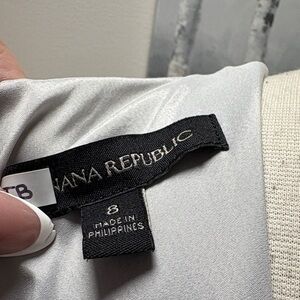 NANA REPUBLIC
TB
8
MADE IN
PHILIPPINES